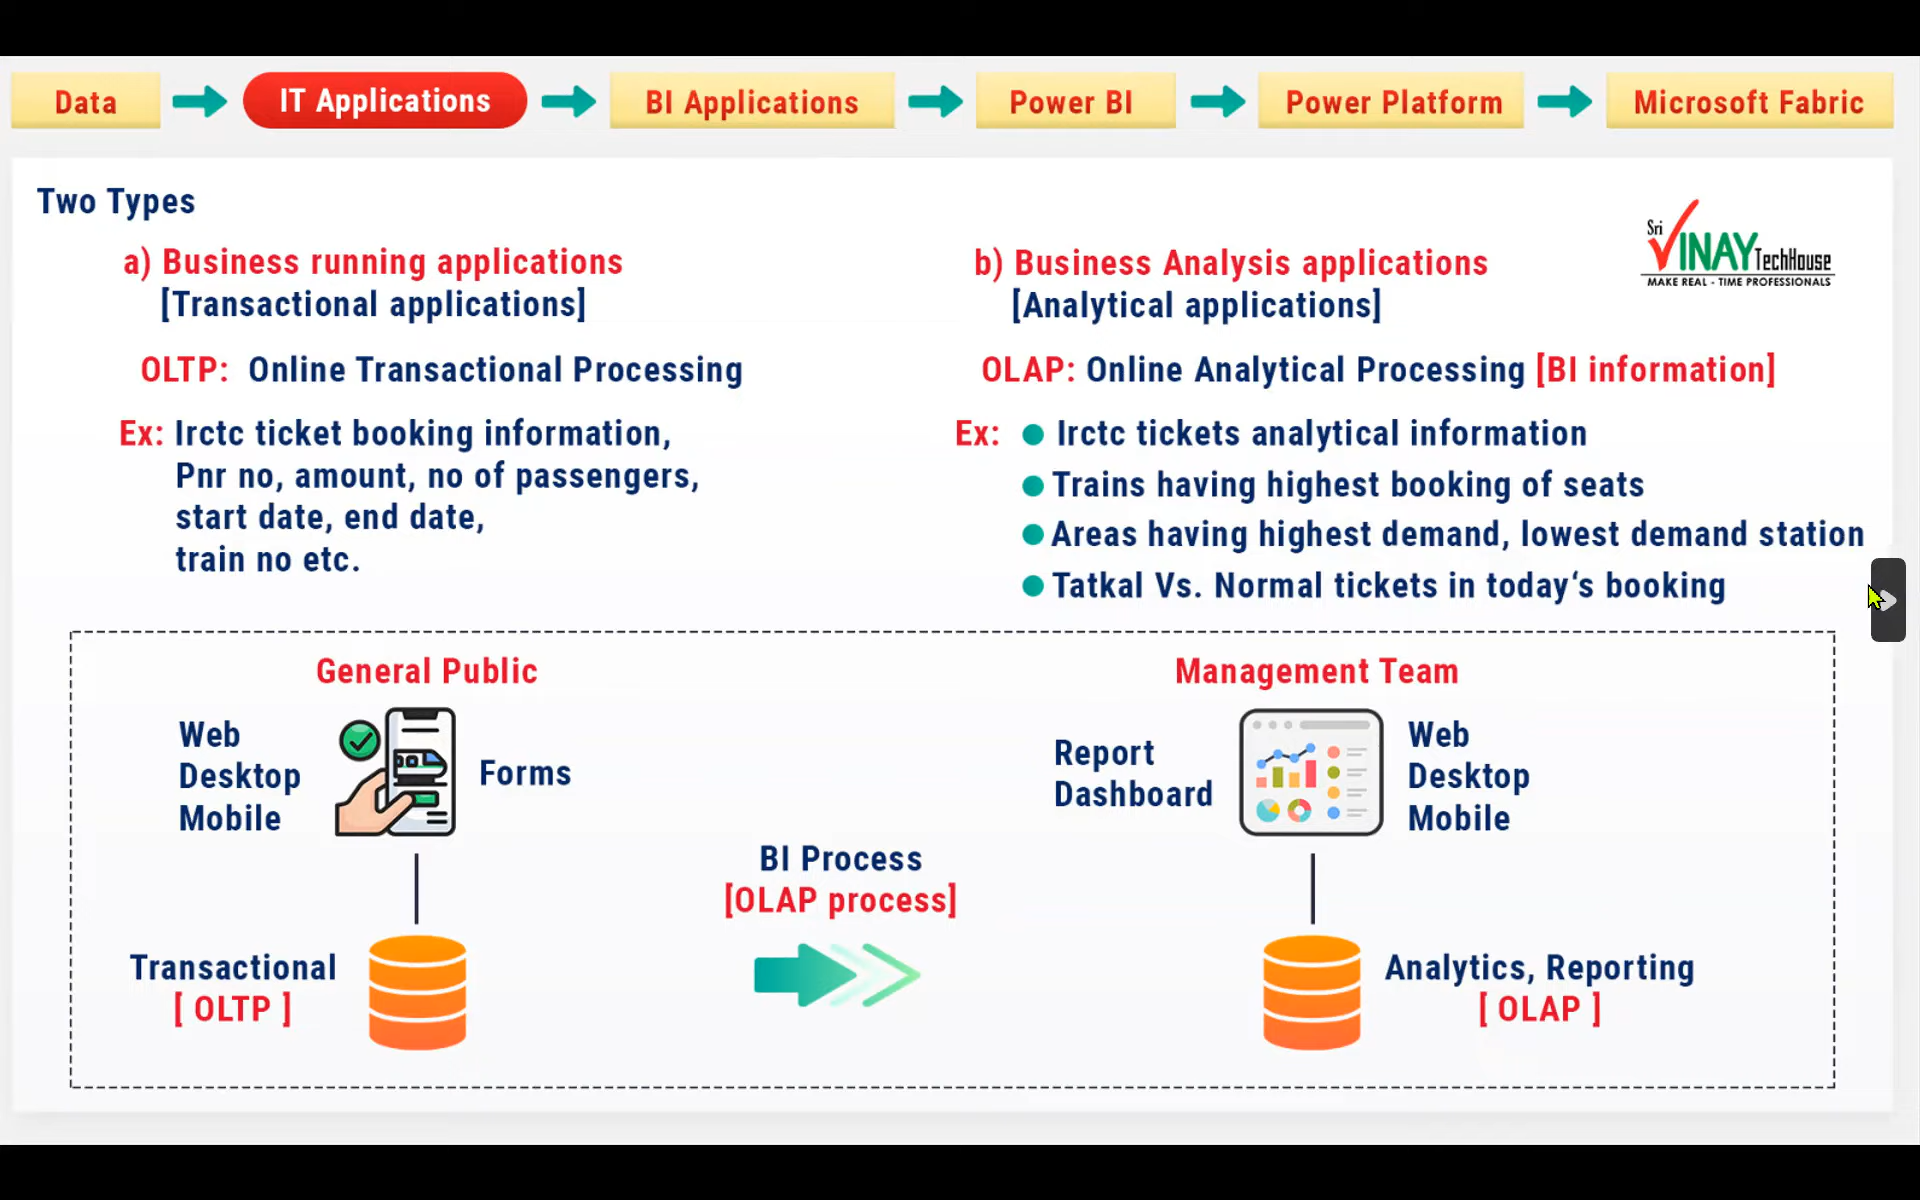 Data
IT Applications
BI Applications
Power BI
Power Platform
Microsoft Fabric
Two Types
Sri
VINAY TechHouse
MAKE REAL - TIME PROFESSIONALS
a) Business running applications
[Transactional applications]
OLTP: Online Transactional Processing
Ex: Irctc ticket booking information,
Pnr no, amount, no of passengers,
start date, end date,
train no etc.
b) Business Analysis applications
[Analytical applications]
OLAP: Online Analytical Processing [BI information]
Ex: Irctc tickets analytical information
Trains having highest booking of seats
Areas having highest demand, lowest demand station
Tatkal Vs. Normal tickets in today‘s booking
General Public
Web
Desktop
Mobile
Forms
Transactional
[ OLTP ]
BI Process
[OLAP process]
Management Team
Report
Dashboard
Web
Desktop
Mobile
Analytics, Reporting
[ OLAP ]